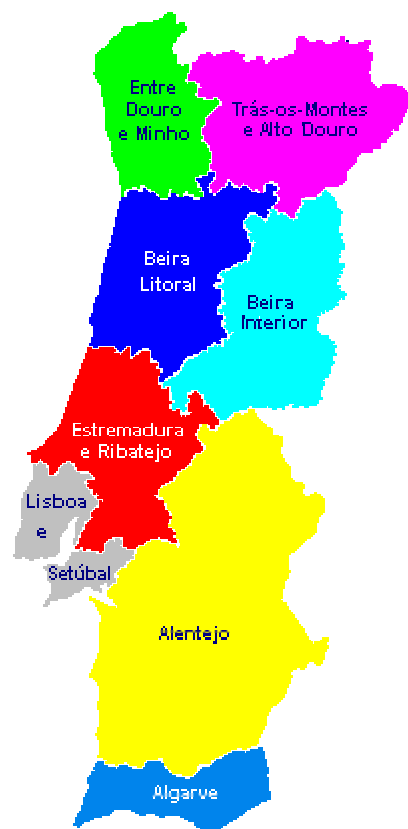 Entre
Douro
e Minho
Trás-os-Montes
e Alto Douro
Beira
Litoral
Beira
Interior
Estremadura
e Ribatejo
Lisboa
e
Setúbal
Alentejo
Algarve